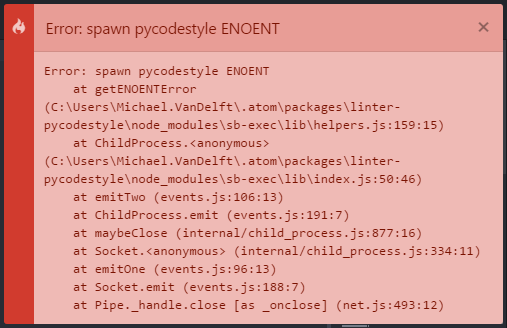 Error: spawn pycodestyle ENOENT
Error: spawn pycodestyle ENOENT
at getENOENTError
(C:\Users\Michael.VanDelft\.atom\packages\linter-
pycodestyle\node_modules\sb-exec\lib\helpers.js:159:15)
at ChildProcess.<anonymous>
(C:\Users\Michael.VanDelft\.atom\packages\linter-
pycodestyle\node_modules\sb-exec\lib\index.js:50:46)
at emitTwo (events.js:106:13)
at ChildProcess.emit (events.js:191:7)
at maybeClose (internal/child_process.js:877:16)
at Socket.<anonymous> (internal/child_process.js:334:11)
at emitOne (events.js:96:13)
at Socket.emit (events.js:188:7)
at Pipe._handle.close [as _onclose] (net.js:493:12)